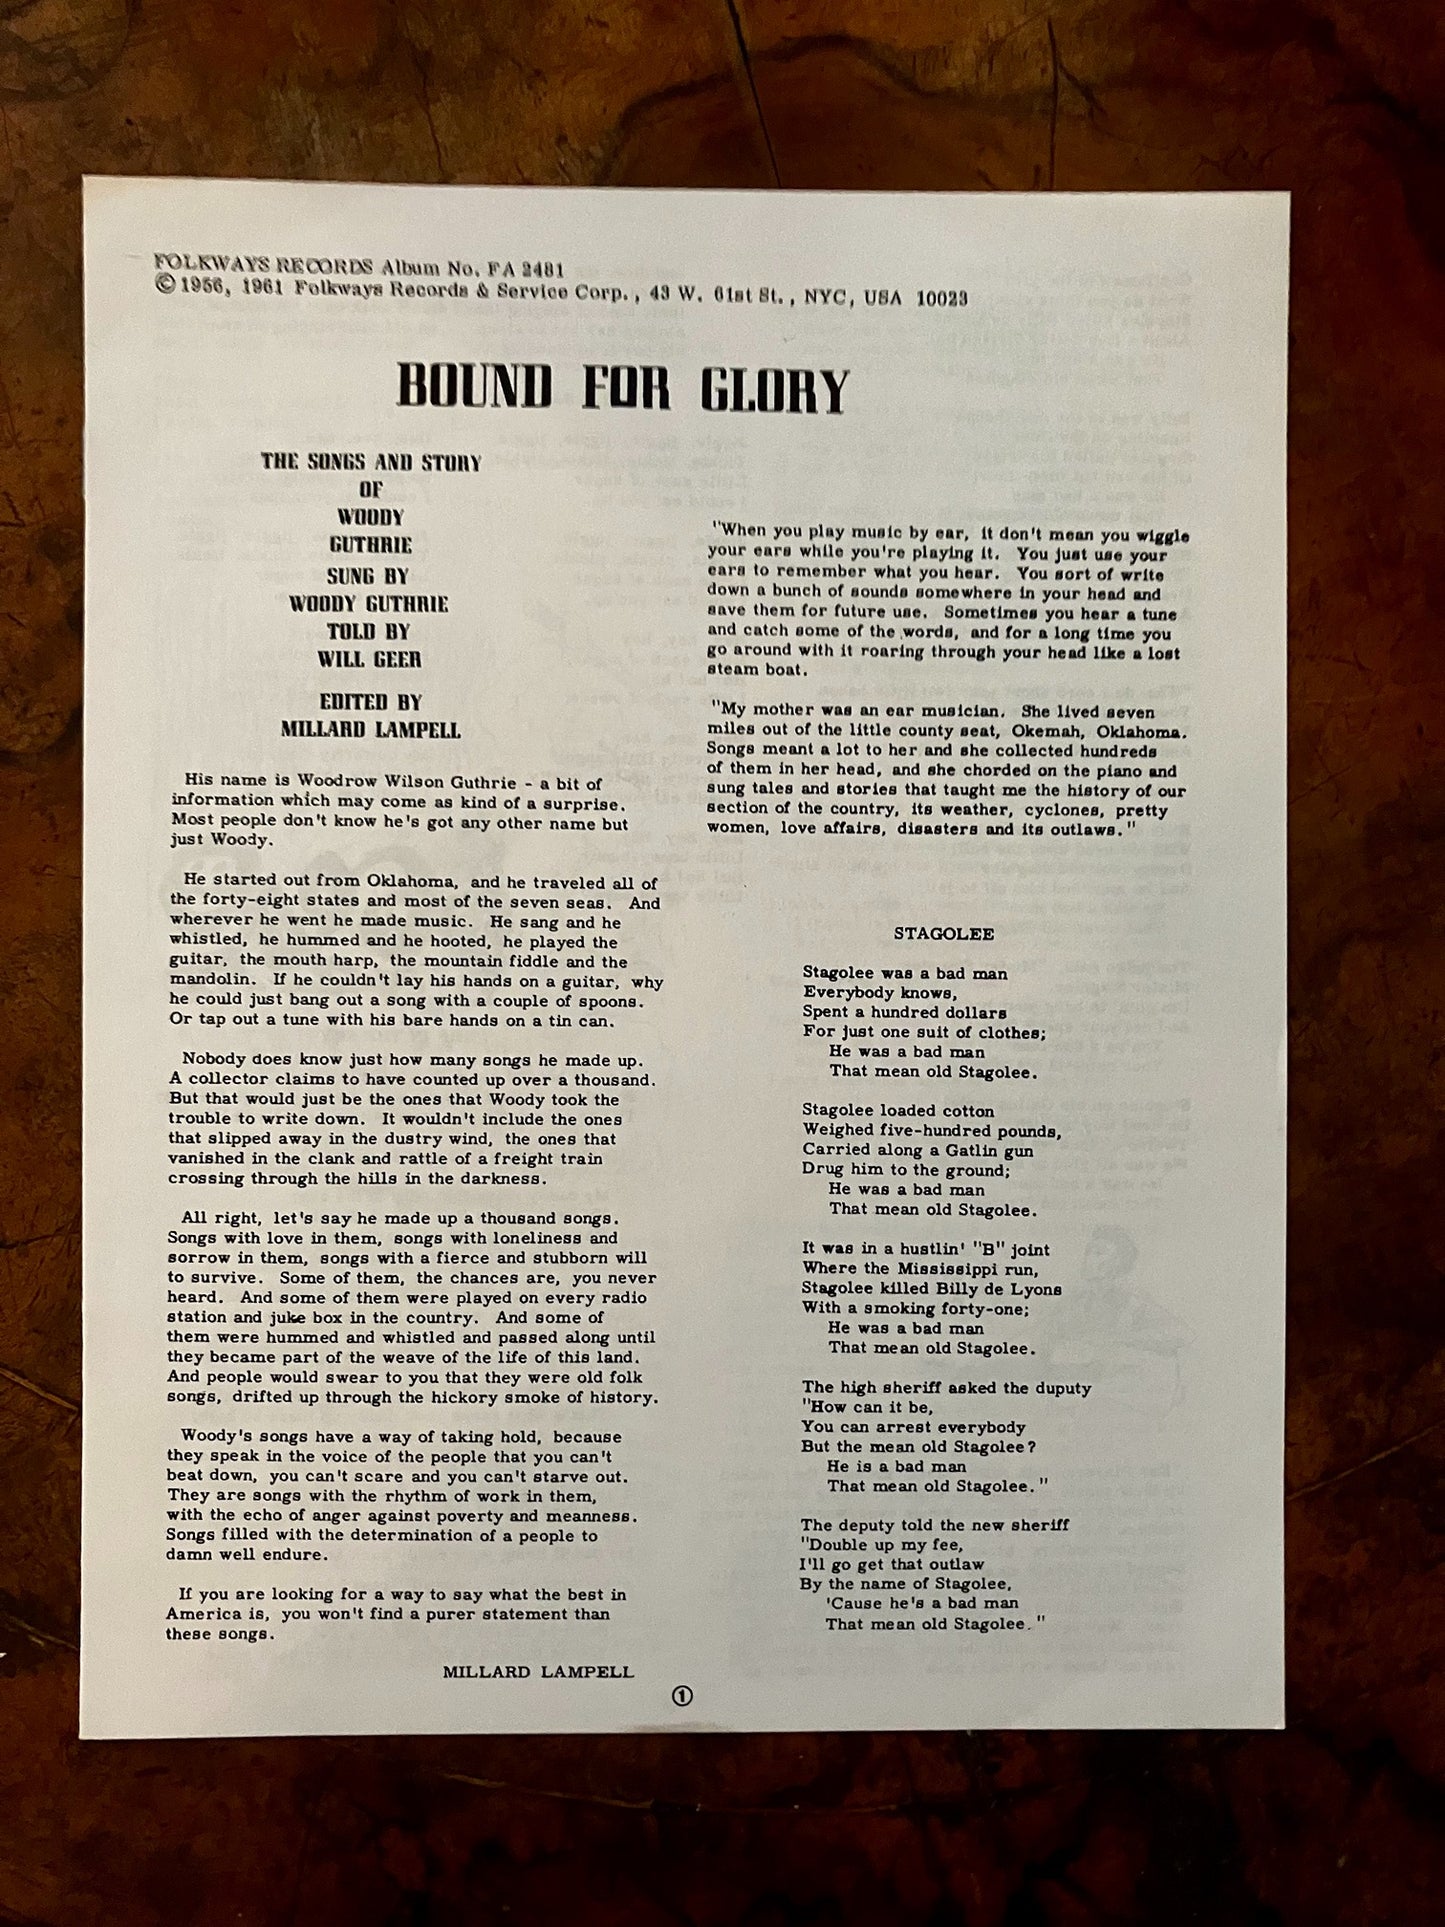 FOLKWAYS RECORDS Album No. FA 2481
© 1956, 1961 Folkways Records & Service Corp., 43 W. 61st St., NYC, USA 10023
BOUND FOR GLORY
THE SONGS AND STORY
OF
WOODY
GUTHRIE
SUNG BY
WOODY GUTHRIE
TOLD BY
WILL GEER
EDITED BY
MILLARD LAMPELL
His name is Woodrow Wilson Guthrie - a bit of
information which may come as kind of a surprise.
Most people don't know he's got any other name but
just Woody.
He started out from Oklahoma, and he traveled all of
the forty-eight states and most of the seven seas. And
wherever he went he made music. He sang and he
whistled, he hummed and he hooted, he played the
guitar, the mouth harp, the mountain fiddle and the
mandolin. If he couldn't lay his hands on a guitar, why
he could just bang out a song with a couple of spoons.
Or tap out a tune with his bare hands on a tin can.
Nobody does know just how many songs he made up.
A collector claims to have counted up over a thousand.
But that would just be the ones that Woody took the
trouble to write down. It wouldn't include the ones
that slipped away in the dustry wind, the ones that
vanished in the clank and rattle of a freight train
crossing through the hills in the darkness.
All right, let's say he made up a thousand songs.
Songs with love in them, songs with loneliness and
sorrow in them, songs with a fierce and stubborn will
to survive. Some of them, the chances are, you never
heard. And some of them were played on every radio
station and juke box in the country. And some of
them were hummed and whistled and passed along until
they became part of the weave of the life of this land.
And people would swear to you that they were old folk
songs, drifted up through the hickory smoke of history.
Woody's songs have a way of taking hold, because
they speak in the voice of the people that you can't
beat down, you can't scare and you can't starve out.
They are songs with the rhythm of work in them,
with the echo of anger against poverty and meanness.
Songs filled with the determination of a people to
damn well endure.
If you are looking for a way to say what the best in
America is, you won't find a purer statement than
these songs.
MILLARD LAMPELL
"When you play music by ear, it don't mean you wiggle
your ears while you're playing it. You just use your
ears to remember what you hear. You sort of write
down a bunch of sounds somewhere in your head and
save them for future use. Sometimes you hear a tune
and catch some of the words, and for a long time you
go around with it roaring through your head like a lost
steam boat.
"My mother was an ear musician. She lived seven
miles out of the little county seat, Okemah, Oklahoma.
Songs meant a lot to her and she collected hundreds
of them in her head, and she chorded on the piano and
sung tales and stories that taught me the history of our
section of the country, its weather, cyclones, pretty
women, love affairs, disasters and its outlaws."
STAGOLEE
Stagolee was a bad man
Everybody knows,
Spent a hundred dollars
For just one suit of clothes;
He was a bad man
That mean old Stagolee.
Stagolee loaded cotton
Weighed five-hundred pounds,
Carried along a Gatlin gun
Drug him to the ground;
He was a bad man
That mean old Stagolee.
It was in a hustlin' "B" joint
Where the Mississippi run,
Stagolee killed Billy de Lyons
With a smoking forty-one;
He was a bad man
That mean old Stagolee.
The high sheriff asked the duputy
"How can it be,
You can arrest everybody
But the mean old Stagolee?
He is a bad man
That mean old Stagolee."
The deputy told the new sheriff
"Double up my fee,
I'll go get that outlaw
By the name of Stagolee,
'Cause he's a bad man
That mean old Stagolee."
1